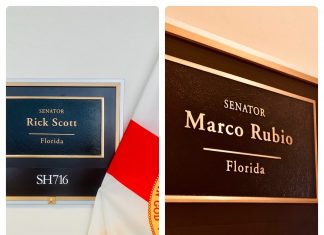 SENATOR
Rick Scott
Florida
SH716
SENATOR
Marco Rubio
Florida